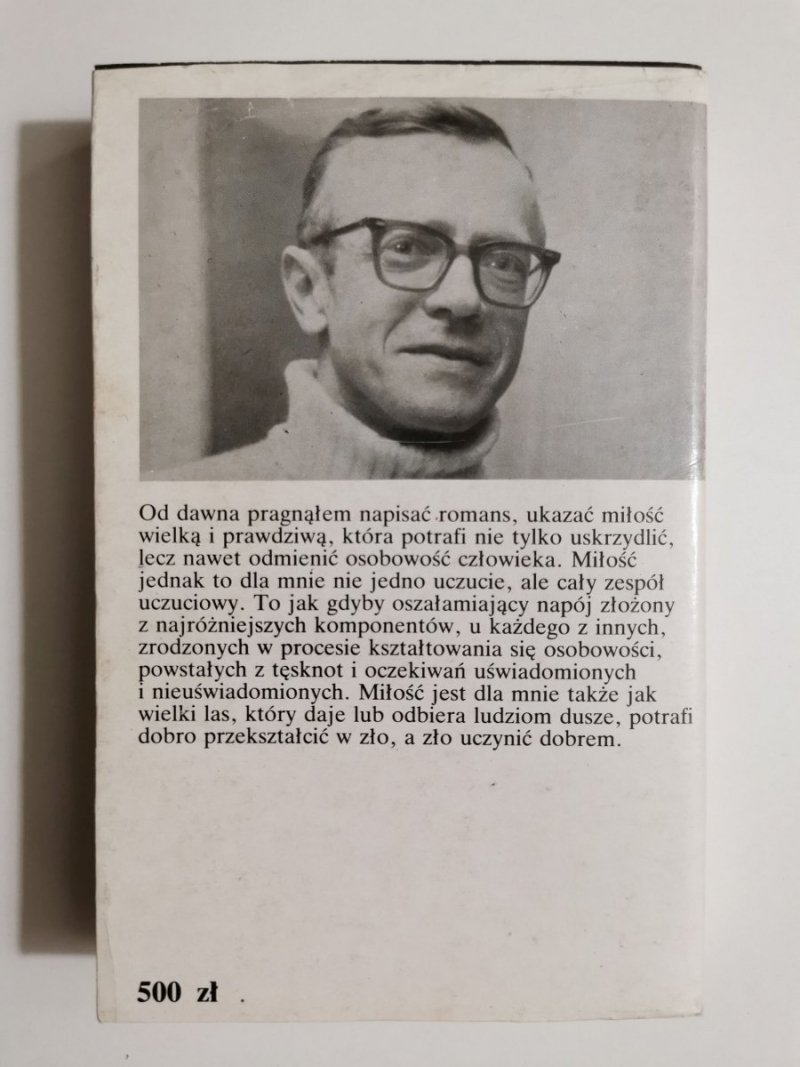 Od dawna pragnąłem napisać romans, ukazać miłość
wielką i prawdziwą, która potrafi nie tylko uskrzydlić,
lecz nawet odmienić osobowość człowieka. Miłość
jednak to dla mnie nie jedno uczucie, ale cały zespół
uczuciowy. To jak gdyby oszałamiający napój złożony
z najróżniejszych komponentów, u każdego z innych,
zrodzonych w procesie kształtowania się osobowości,
powstałych z tęsknot i oczekiwań uświadomionych
i nieuświadomionych. Miłość jest dla mnie także jak
wielki las, który daje lub odbiera ludziom dusze, potrafi
dobro przekształcić w zło, a zło uczynić dobrem.
500 zł